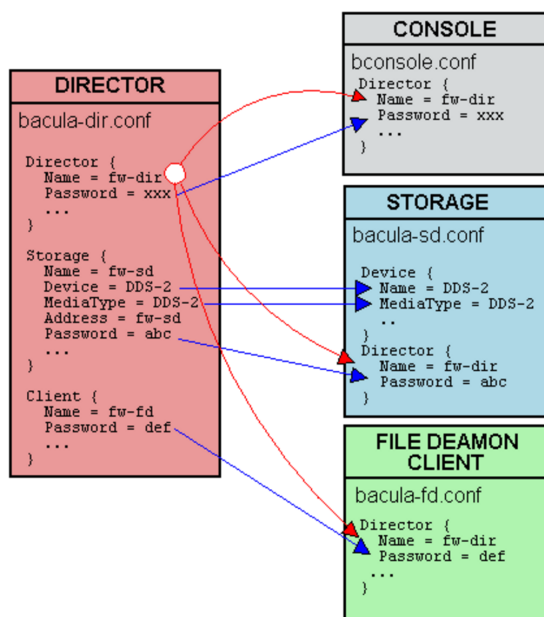 DIRECTOR
bacula-dir.conf
Director {
Name = fw-dir
Password = xxx
...
}
Storage {
Name = fw-sd
Device = DDS-2
MediaType = DDS-2
Address = fw-sd
Password = abc
...
}
Client {
Name = fw-fd
Password = def
...
}
CONSOLE
bconsole.conf
Director {
Name = fw-dir
Password = xxx
...
}
STORAGE
bacula-sd.conf
Device {
Name = DDS-2
MediaType = DDS-2
..
}
Director {
Name = fw-dir
Password = abc
}
FILE DEAMON
CLIENT
bacula-fd.conf
Director {
Name = fw-dir
Password = def
...
}